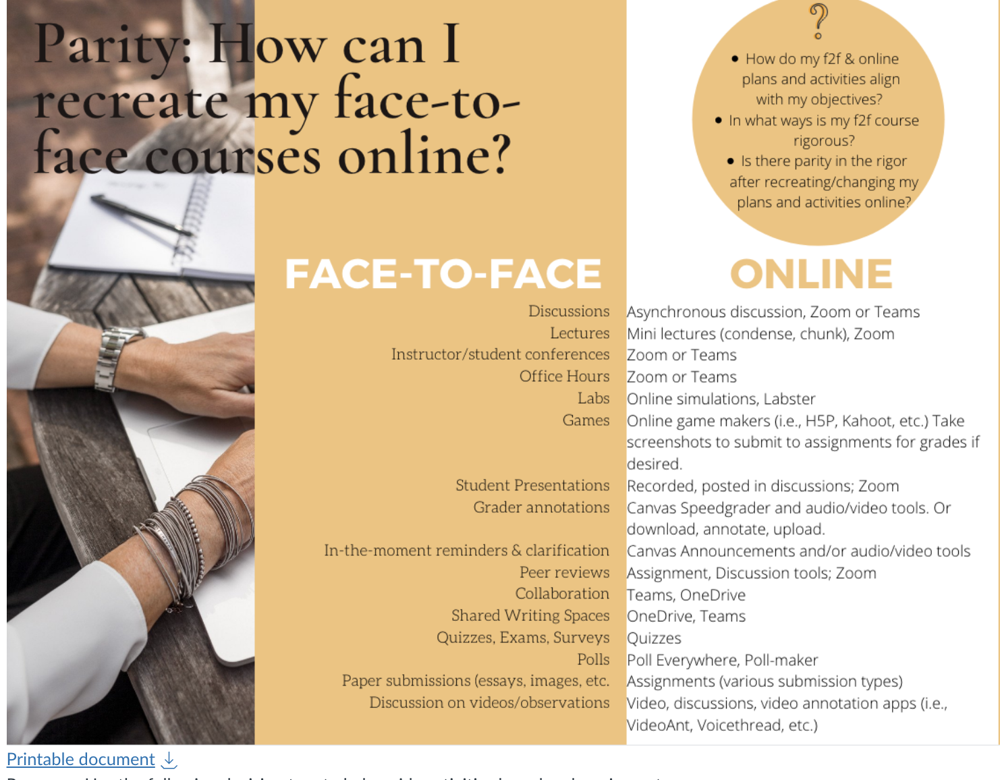 Parity: How can I
recreate my face-to-
face courses online?
?
• How do my f2f & online
plans and activities align
with my objectives?
• In what ways is my f2f course
rigorous?
• Is there parity in the rigor
after recreating/changing my
plans and activities online?
FACE-TO-FACE
ONLINE
Discussions Asynchronous discussion, Zoom or Teams
Lectures Mini lectures (condense, chunk), Zoom
Instructor/student conferences Zoom or Teams
Office Hours Zoom or Teams
Labs Online simulations, Labster
Games Online game makers (i.e., H5P, Kahoot, etc.) Take
screenshots to submit to assignments for grades if
desired.
Student Presentations Recorded, posted in discussions; Zoom
Grader annotations Canvas Speedgrader and audio/video tools. Or
download, annotate, upload.
In-the-moment reminders & clarification Canvas Announcements and/or audio/video tools
Peer reviews Assignment, Discussion tools; Zoom
Collaboration Teams, OneDrive
Shared Writing Spaces OneDrive, Teams
Quizzes, Exams, Surveys Quizzes
Polls Poll Everywhere, Poll-maker
Paper submissions (essays, images, etc. Assignments (various submission types)
Discussion on videos/observations Video, discussions, video annotation apps (i.e.,
VideoAnt, Voicethread, etc.)
Printable document